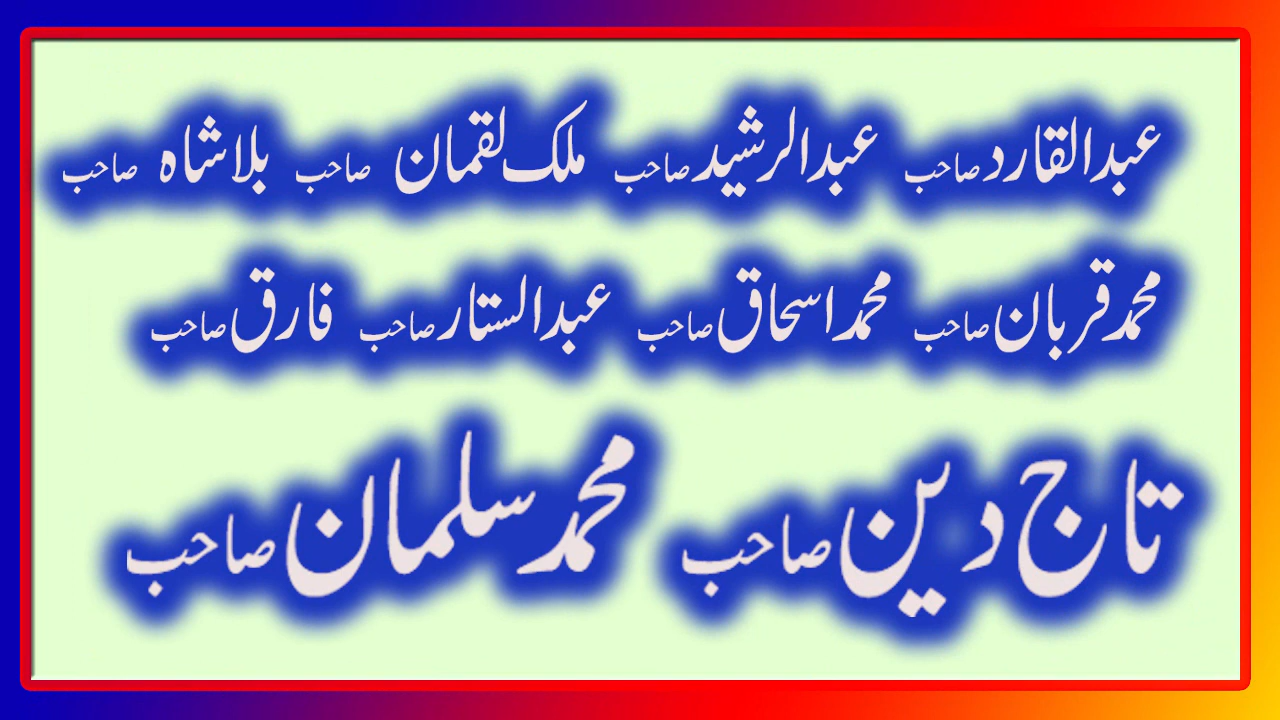 عبدالقارد صاحب عبدالرشید صاحب ملک لقمان صاحب بلاشاہ صاحب
محمد قربان صاحب محمد اسحاق صاحب عبدالستار صاحب فارق صاحب
تاج دین صاحب محمد سلمان صاحب